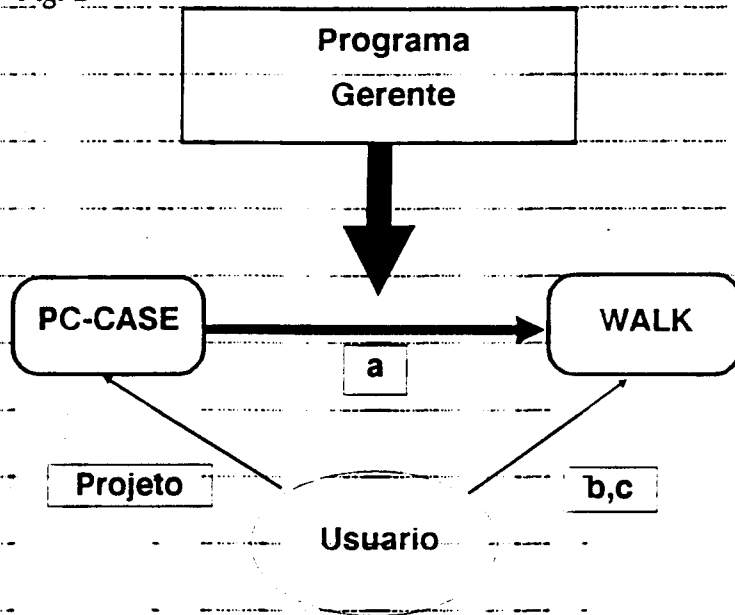 Programa
Gerente
PC-CASE
WALK
a
Projeto
b,c
Usuario